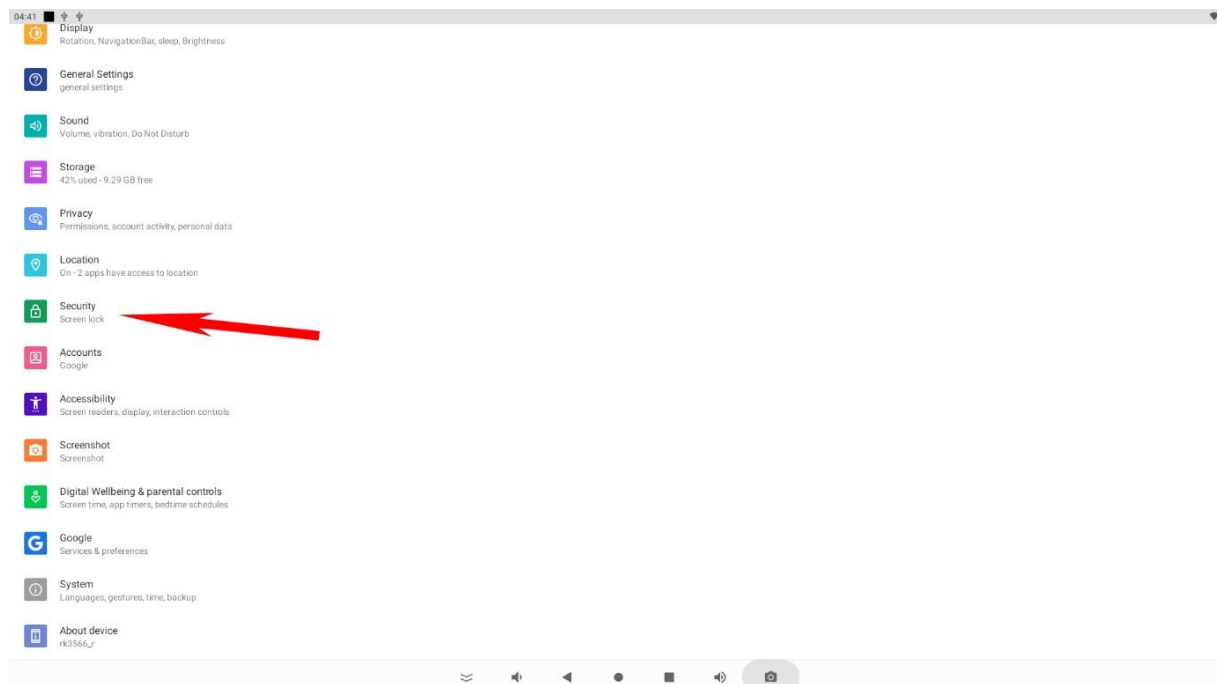 04:41
Display
Rotation, NavigationBar, sleep, Brightness
General Settings
general settings
Sound
Volume, vibration, Do Not Disturb
Storage
42% used - 9.29 GB free
Privacy
Permissions, account activity, personal data
Location
On - 2 apps have access to location
Security
Screen lock
Accounts
Google
Accessibility
Screen readers, display, interaction controls
Screenshot
Screenshot
Digital Wellbeing & parental controls
Screen time, app timers, bedtime schedules
Google
Services & preferences
System
Languages, gestures, time, backup
About device
rk3566_r